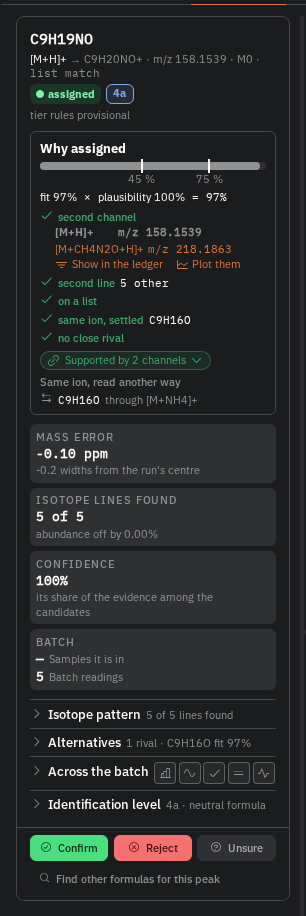 C9H19NO
[M+H]+ → C9H20NO+ · m/z 158.1539 · M0 ·
list match
assigned 4a
tier rules provisional
Why assigned
45 % 75 %
fit 97% × plausibility 100% = 97%
second channel
[M+H]+ m/z 158.1539
[M+CH4N2O+H]+ m/z 218.1863
Show in the ledger Plot them
second line 5 other
on a list
same ion, settled C9H16O
no close rival
Supported by 2 channels
Same ion, read another way
C9H16O through [M+NH4]+
MASS ERROR
-0.10 ppm
-0.2 widths from the run's centre
ISOTOPE LINES FOUND
5 of 5
abundance off by 0.00%
CONFIDENCE
100%
its share of the evidence among the
candidates
BATCH
— Samples it is in
5 Batch readings
Isotope pattern 5 of 5 lines found
Alternatives 1 rival · C9H16O fit 97%
Across the batch
Identification level 4a · neutral formula
Confirm Reject Unsure
Find other formulas for this peak